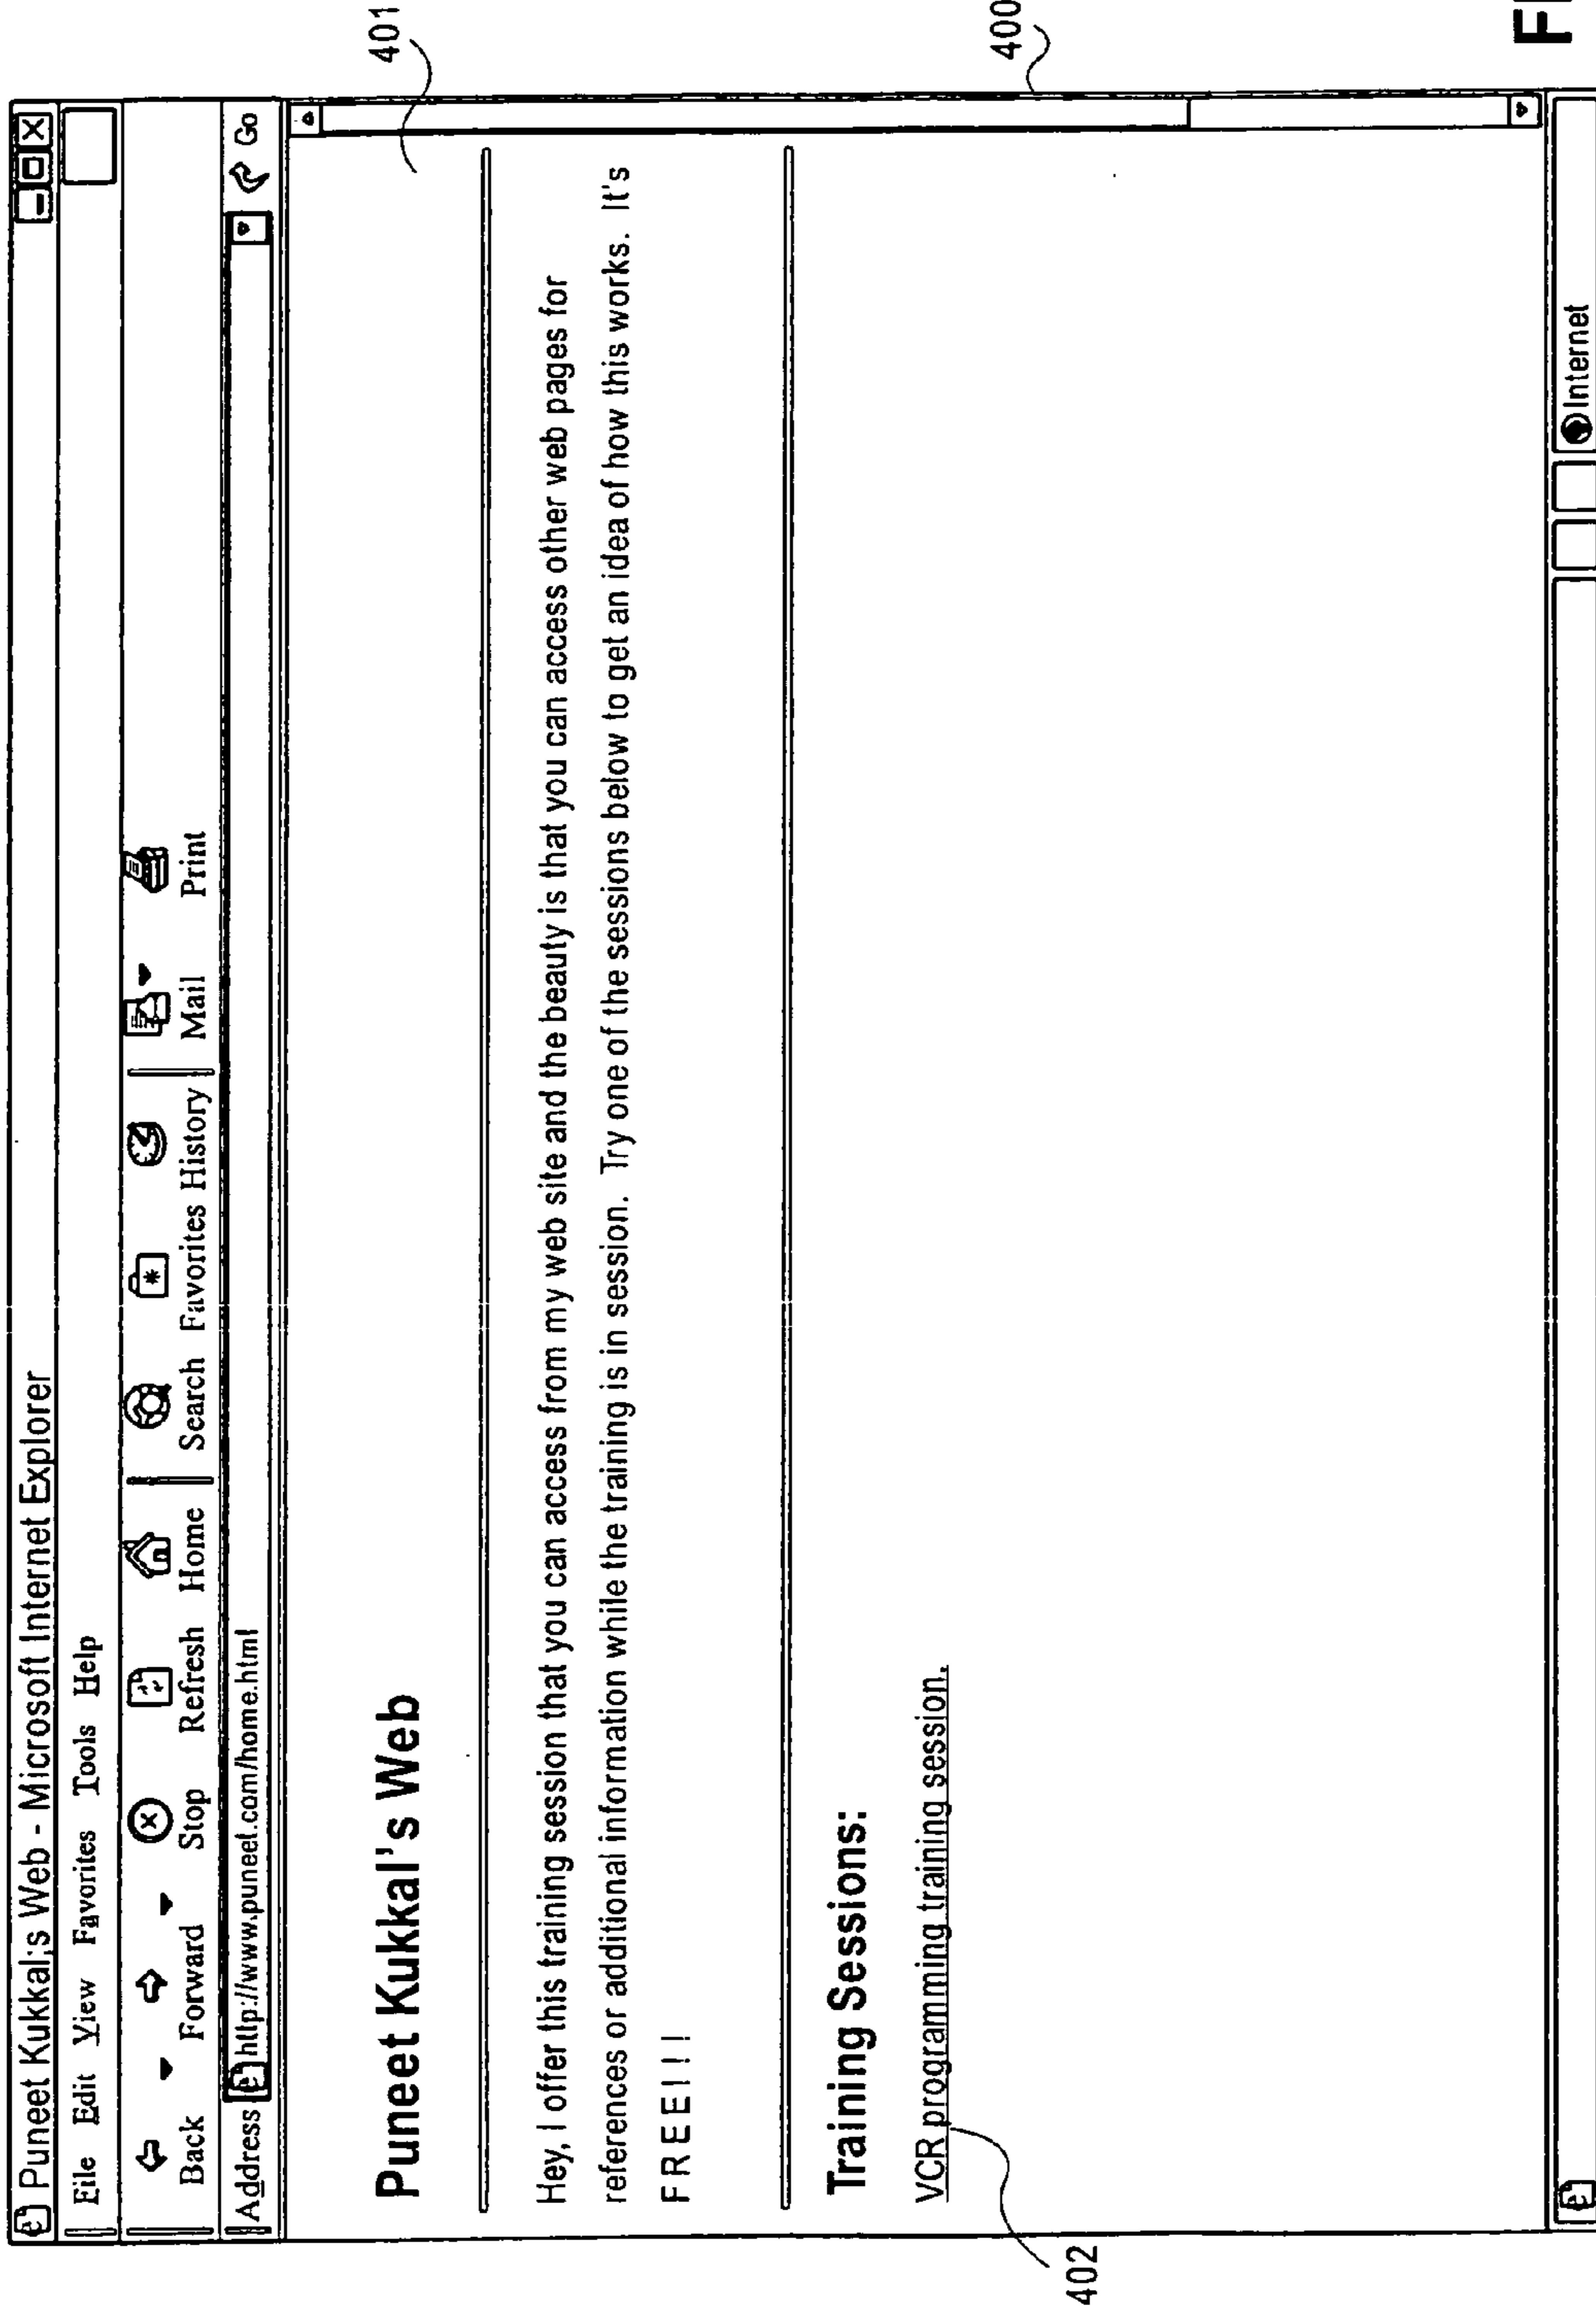 Puneet Kukkal;s Web - Microsoft Internet Explorer
File Edit View Favorites Tools Help
Back Forward Stop Refresh Home Search Favorites History Mail Print
Address http://www.puneet.com/home.html Go
401
Puneet Kukkal's Web
Hey, I offer this training session that you can access from my web site and the beauty is that you can access other web pages for
references or additional information while the training is in session. Try one of the sessions below to get an idea of how this works. It's
FREE!!!!
Training Sessions:
VCR programming training session.
402
400
Internet